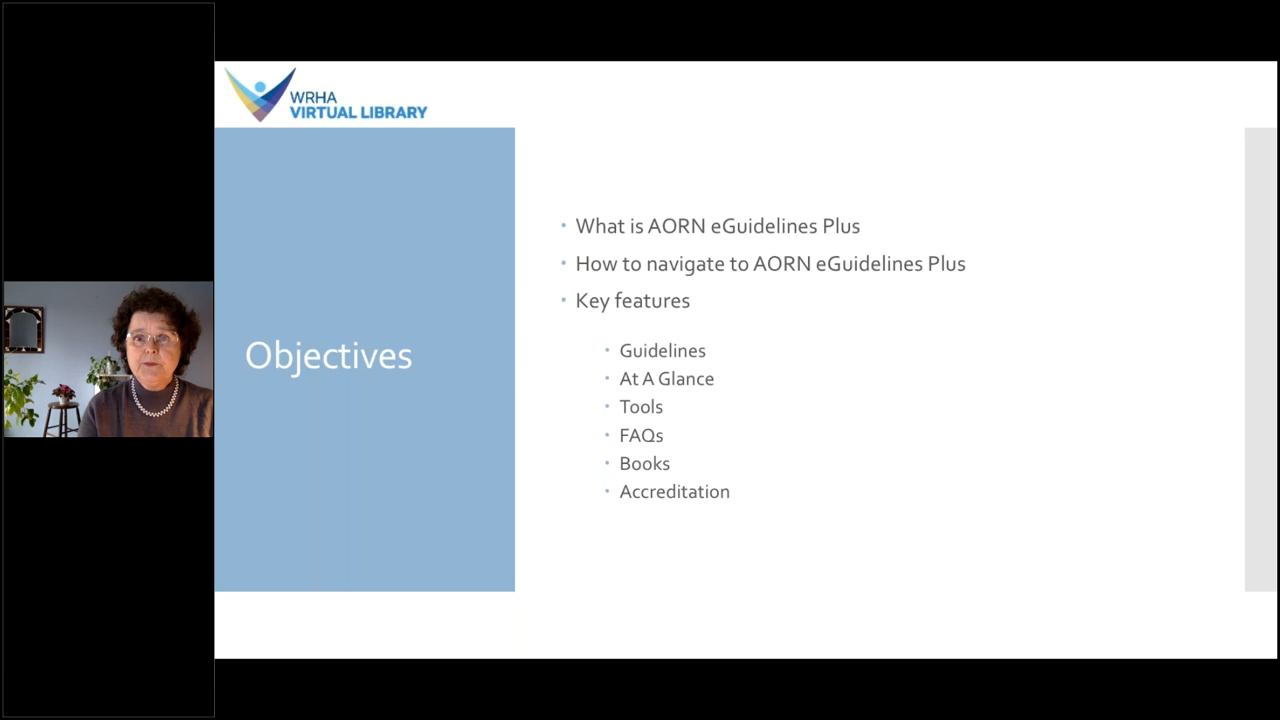 WRHA
VIRTUAL LIBRARY
Objectives
• What is AORN eGuidelines Plus
• How to navigate to AORN eGuidelines Plus
• Key features
• Guidelines
• At A Glance
• Tools
• FAQs
• Books
• Accreditation